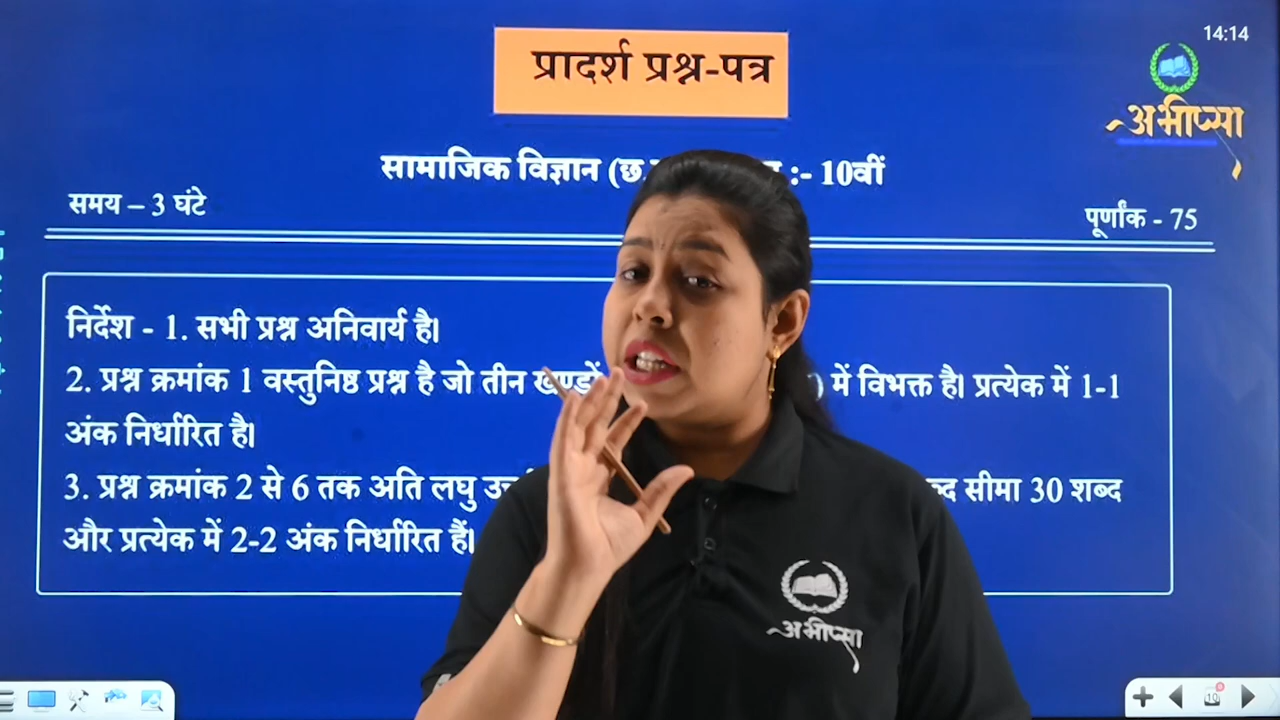 14:14
प्रादर्श प्रश्न-पत्र
अभीप्सा
सामाजिक विज्ञान :- 10वीं
समय – 3 घंटे
पूर्णांक - 75
निर्देश - 1. सभी प्रश्न अनिवार्य है।
2. प्रश्न क्रमांक 1 वस्तुनिष्ठ प्रश्न है जो तीन खण्डों ) में विभक्त है। प्रत्येक में 1-1
अंक निर्धारित है।
3. प्रश्न क्रमांक 2 से 6 तक अति लघु सीमा 30 शब्द
और प्रत्येक में 2-2 अंक निर्धारित हैं।
अभीप्सा
10